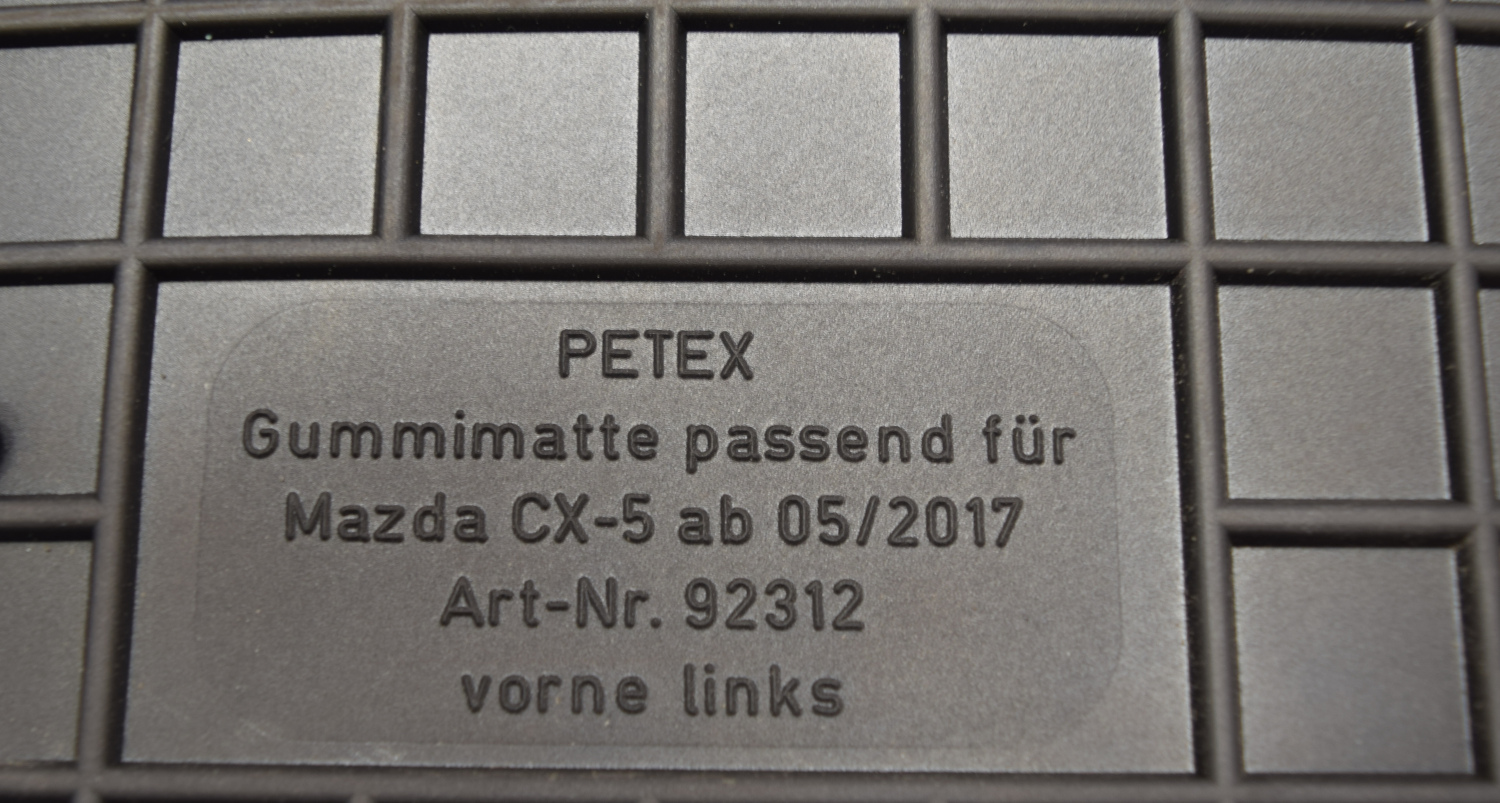 PETEX
Gummimatte passend für
Mazda CX-5 ab 05/2017
Art-Nr. 92312
vorne links